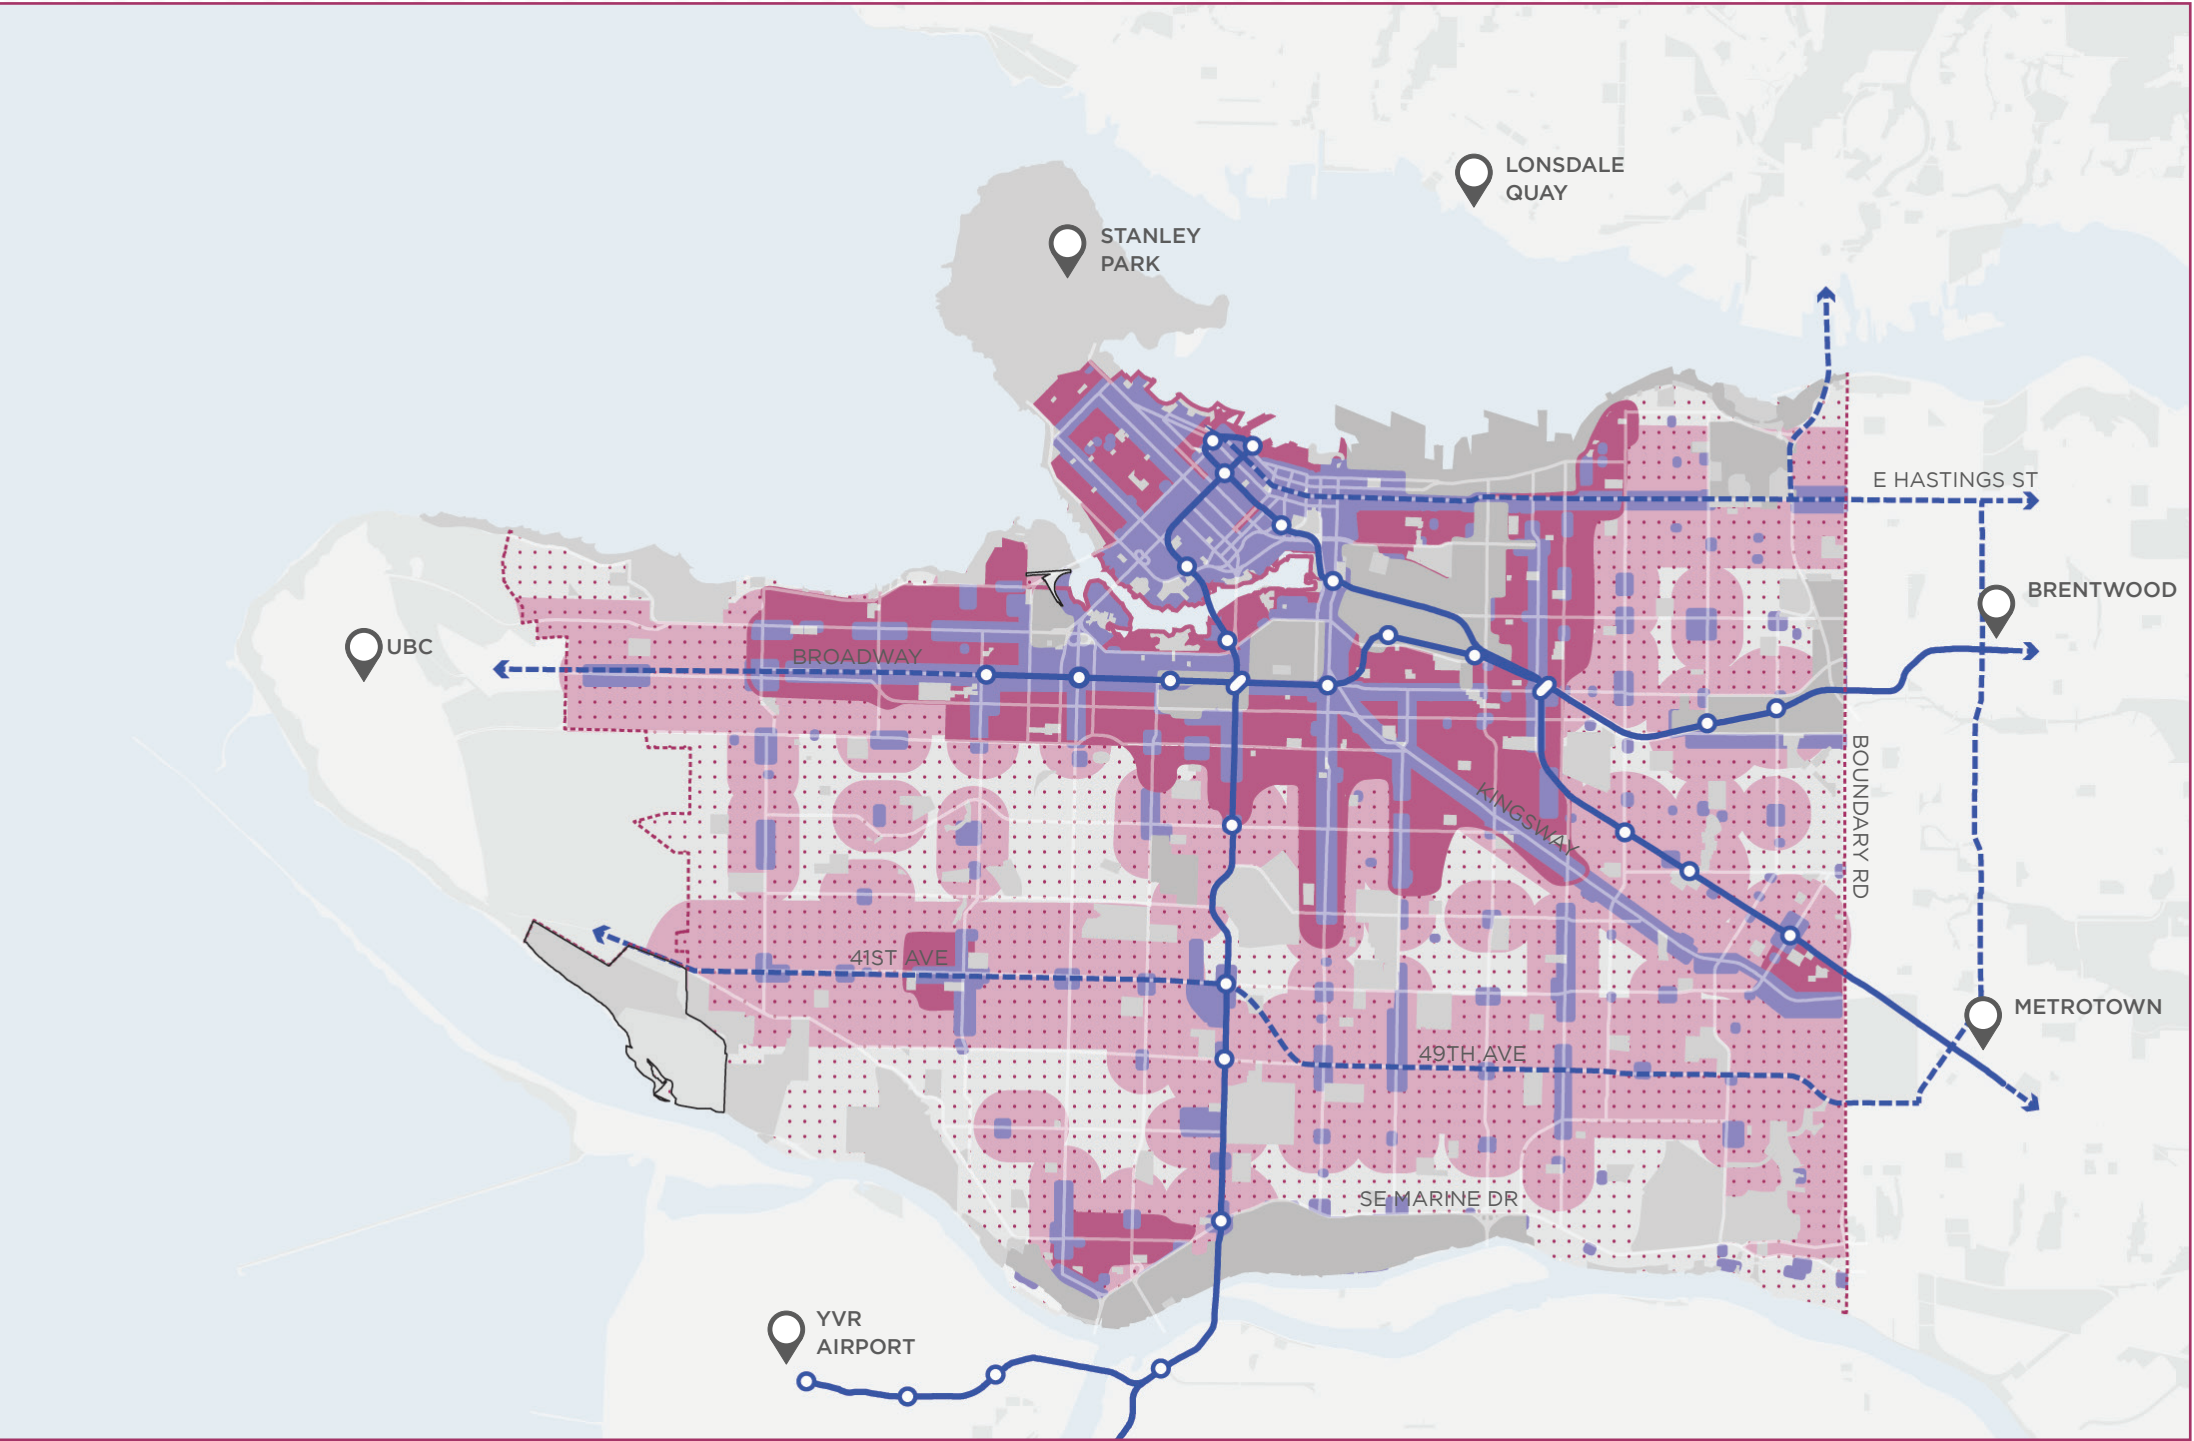 LONSDALE
QUAY
STANLEY
PARK
E HASTINGS ST
BRENTWOOD
UBC
BROADWAY
BOUNDARY RD
KINGSWAY
41ST AVE
METROTOWN
49TH AVE
SE MARINE DR
YVR
AIRPORT